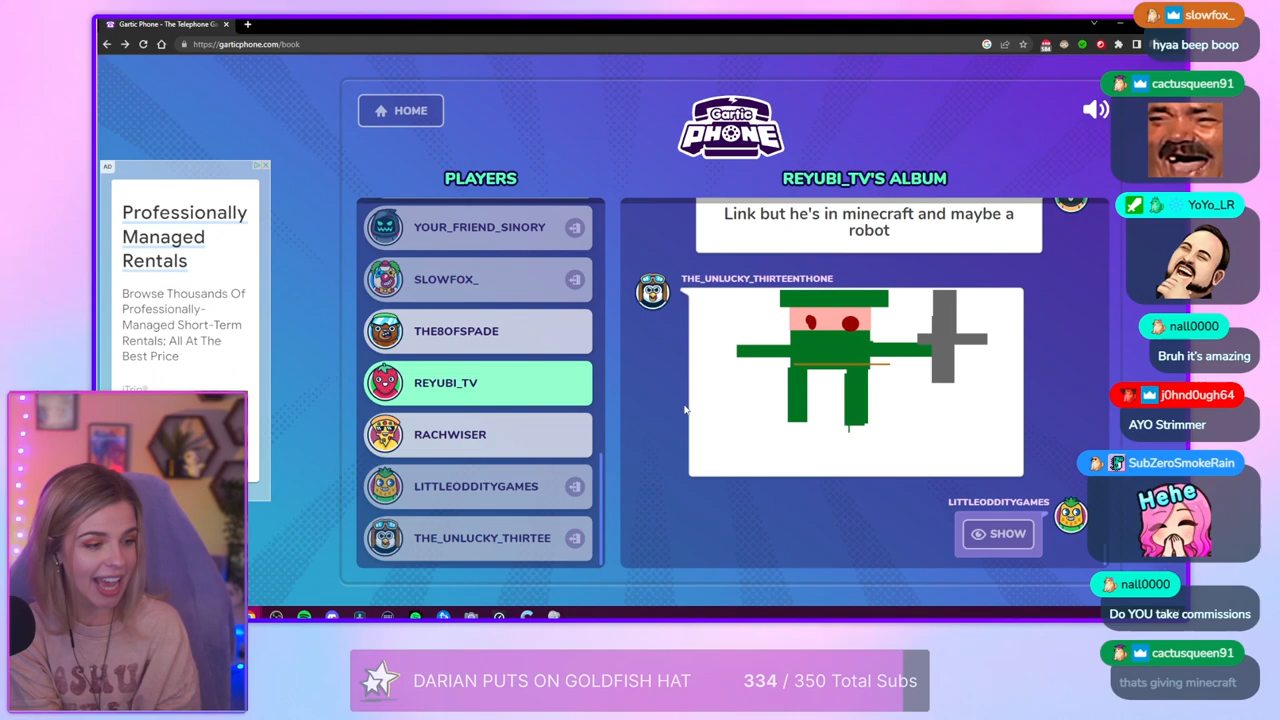 Gartic Phone - The Telephone Ga
https://garticphone.com/book
HOME
Gartic
PHONE
AD
Professionally
Managed
Rentals
Browse Thousands Of
Professionally-
Managed Short-Term
Rentals; All At The
Best Price
iTrip®
PLAYERS
YOUR_FRIEND_SINORY
SLOWFOX_
THE8OFSPADE
REYUBI_TV
RACHWISER
LITTLEODDITYGAMES
THE_UNLUCKY_THIRTEE
REYUBI_TV'S ALBUM
Link but he's in minecraft and maybe a
robot
THE_UNLUCKY_THIRTEENTHONE
LITTLEODDITYGAMES
SHOW
slowfox_
hyaa beep boop
cactusqueen91
YoYo_LR
nall0000
Bruh it's amazing
j0hnd0ugh64
AYO Strimmer
SubZeroSmokeRain
Hehe
nall0000
Do YOU take commissions
cactusqueen91
thats giving minecraft
DARIAN PUTS ON GOLDFISH HAT 334 / 350 Total Subs